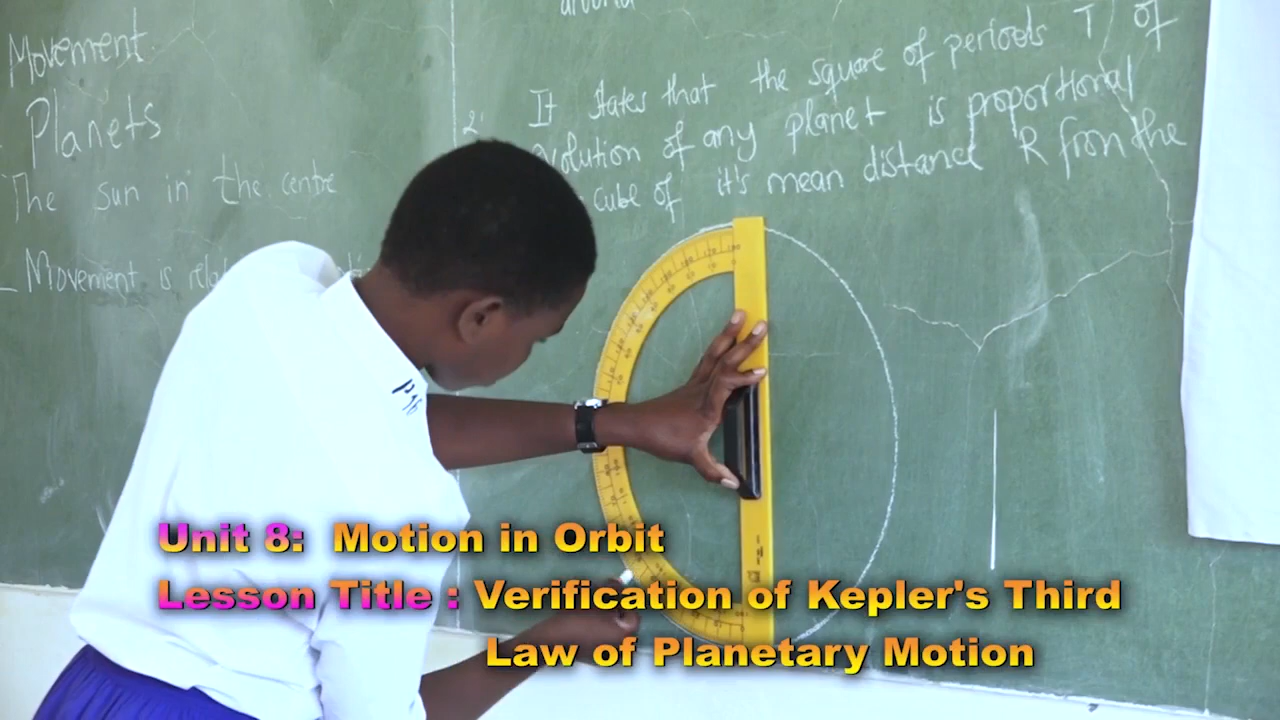 Movement
Planets
The sun in the centre
Movement is
around
2. It states that the square of periods T of
of any planet is proportional
cube of it's mean distance R from the
Unit 8: Motion in Orbit
Lesson Title : Verification of Kepler's Third
Law of Planetary Motion